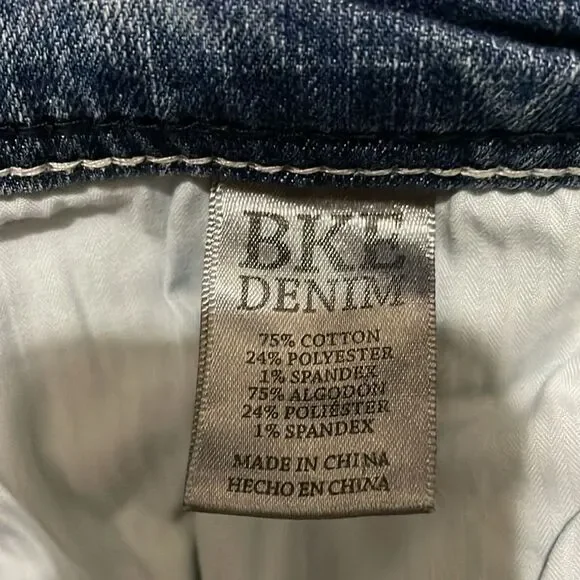 BKE
DENIM
75% COTTON
24% POLYESTER
1% SPANDEX
75% ALGODON
24% POLIÉSTER
1% SPANDEX
MADE IN CHINA
HECHO EN CHINA